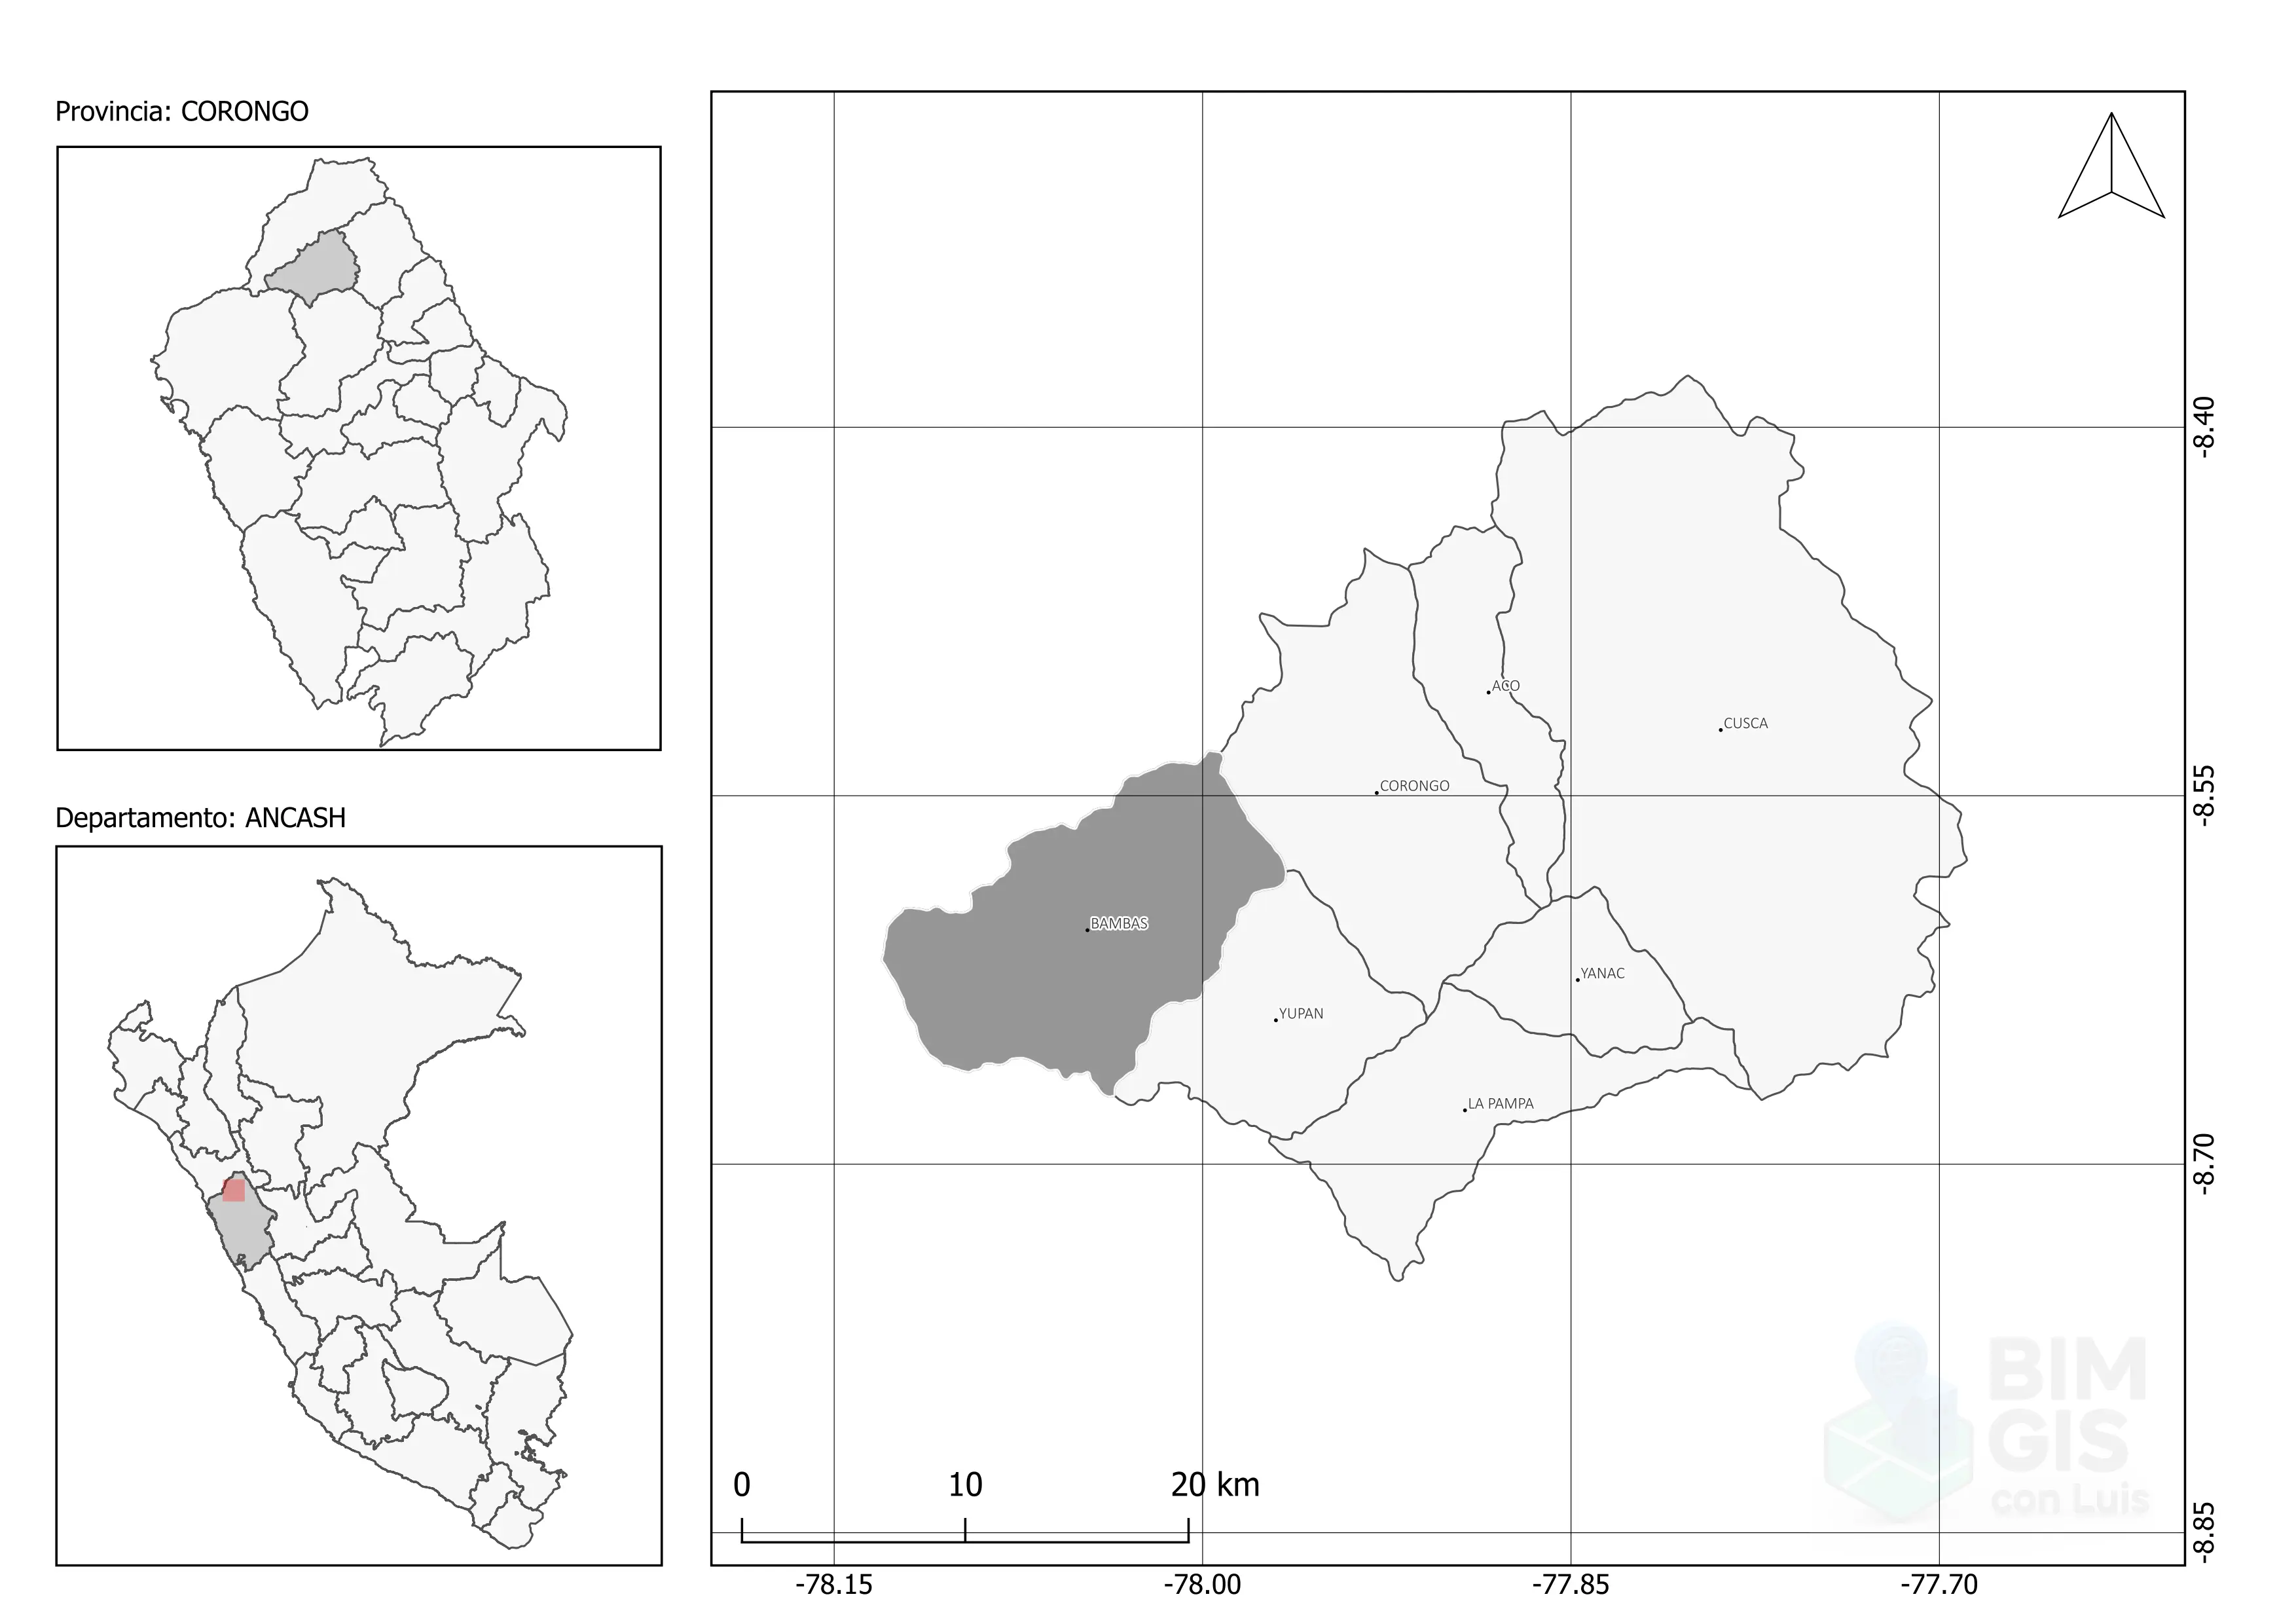 Provincia: CORONGO
Departamento: ANCASH
ACO
CUSCA
CORONGO
BAMBAS
YANAC
YUPAN
LA PAMPA
-8.40
-8.55
-8.70
-8.85
0 10 20 km
-78.15 -78.00 -77.85 -77.70
BIM
GIS
con Luis